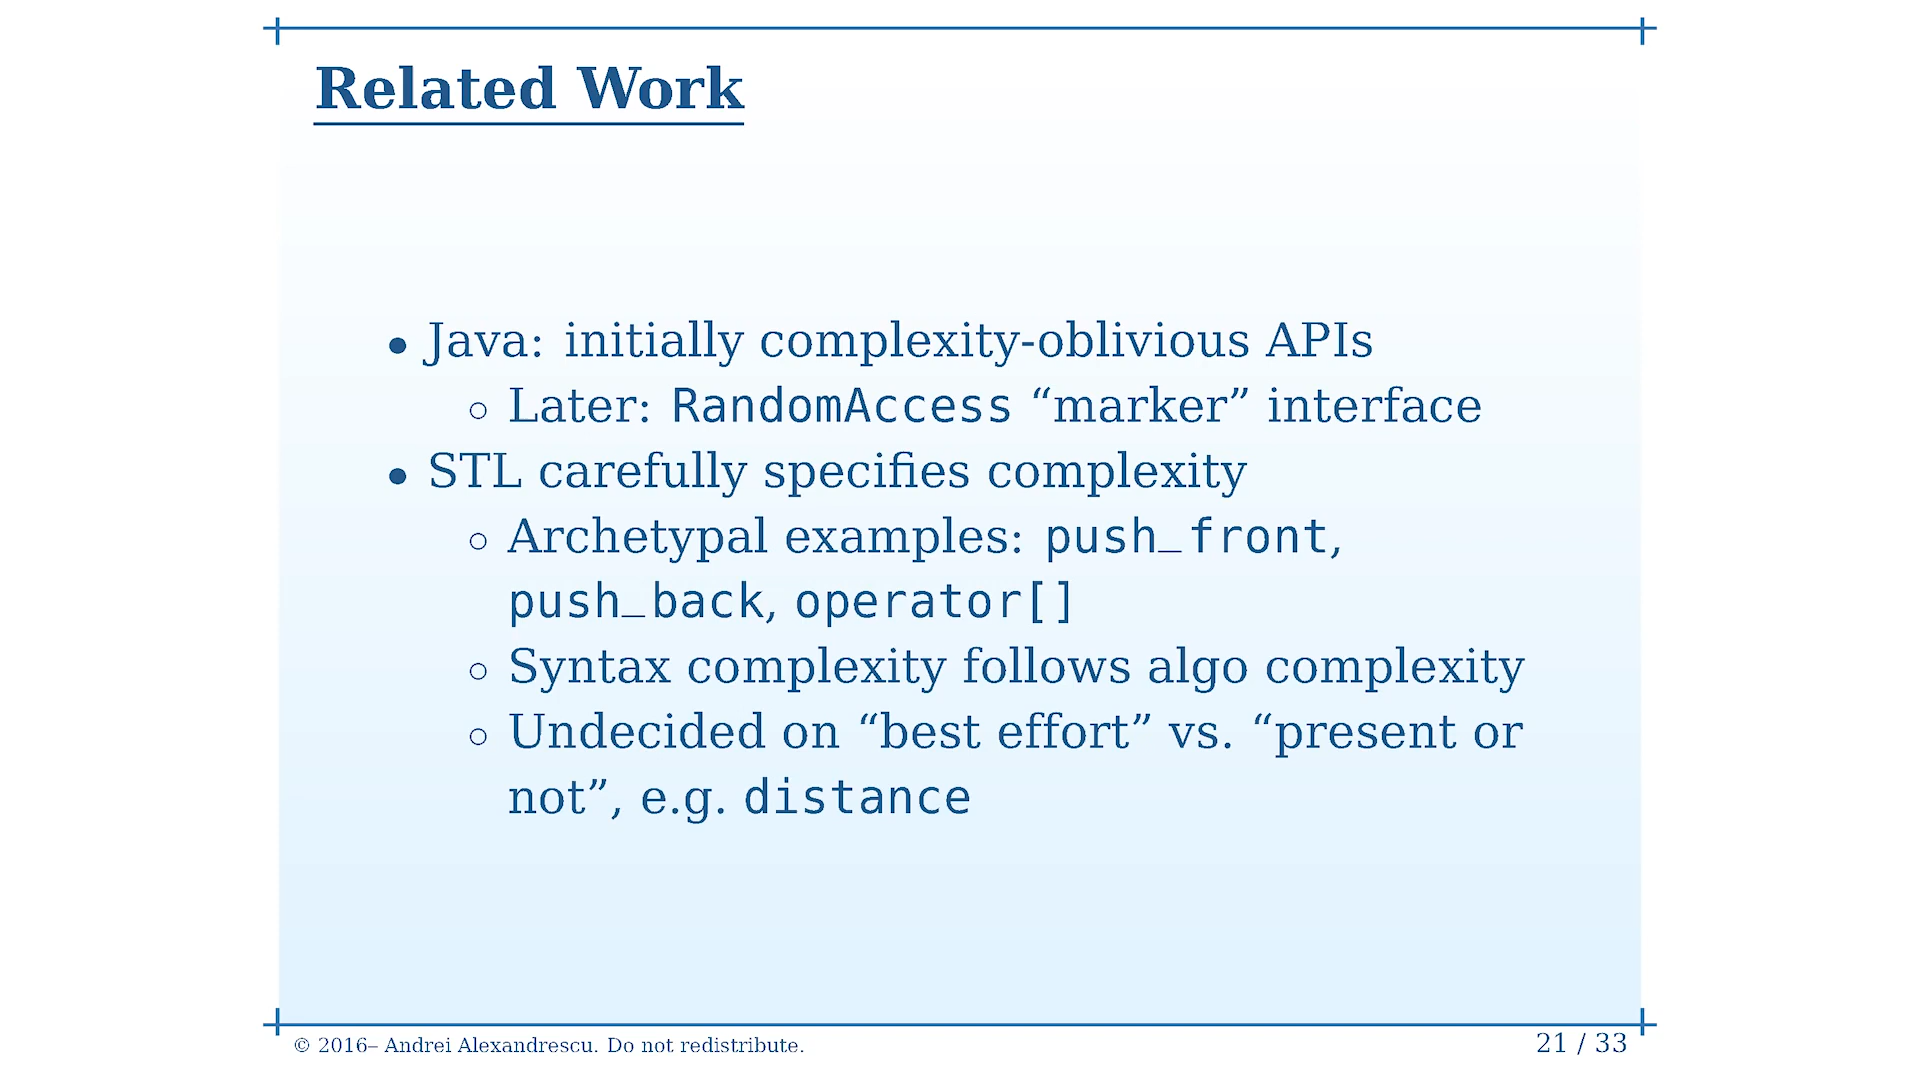 Related Work
• Java: initially complexity-oblivious APIs
◦ Later: RandomAccess “marker” interface
• STL carefully specifies complexity
◦ Archetypal examples: push_front,
push_back, operator[]
◦ Syntax complexity follows algo complexity
◦ Undecided on “best effort” vs. “present or
not”, e.g. distance
© 2016– Andrei Alexandrescu. Do not redistribute.
21 / 33